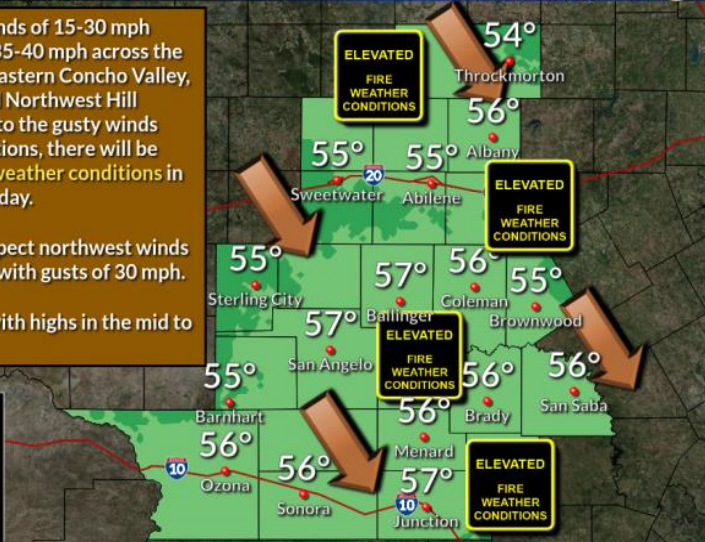 nds of 15-30 mph
35-40 mph across the
astern Concho Valley,
l Northwest Hill
to the gusty winds
tions, there will be
weather conditions in
day.
pect northwest winds
with gusts of 30 mph.
with highs in the mid to
ELEVATED
FIRE
WEATHER
CONDITIONS
54°
Throckmorton
56°
Albany
55°
Sweetwater
20
55°
Abilene
ELEVATED
FIRE
WEATHER
CONDITIONS
55°
Sterling City
57°
Ballinger
56°
Coleman
55°
Brownwood
57°
San Angelo
ELEVATED
FIRE
WEATHER
CONDITIONS
55°
Barnhart
56°
Brady
56°
San Saba
56°
Menard
10
56°
Ozona
56°
Sonora
10
57°
Junction
ELEVATED
FIRE
WEATHER
CONDITIONS